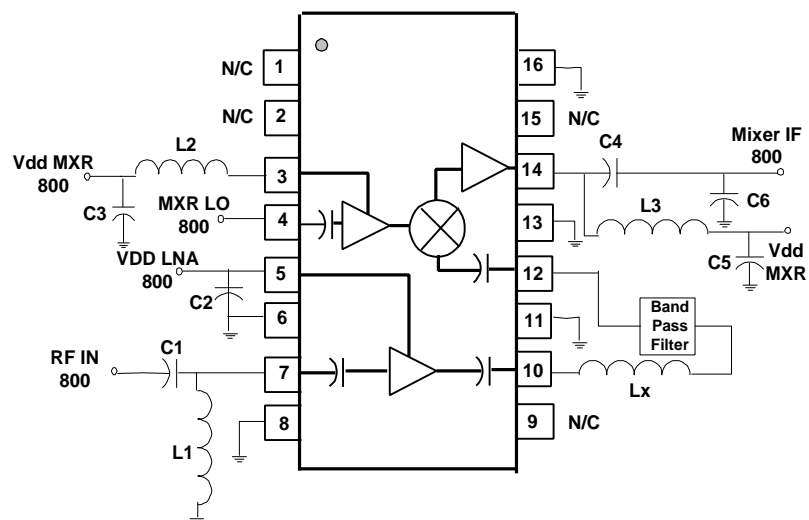 N/C
1
16
N/C
2
15
N/C
Vdd MXR
800
L2
3
14
C4
Mixer IF
800
C3
MXR LO
800
4
13
L3
C6
VDD LNA
800
C2
5
12
C5
Vdd
MXR
6
11
Band
Pass
Filter
RF IN
800
C1
7
10
Lx
L1
8
9
N/C